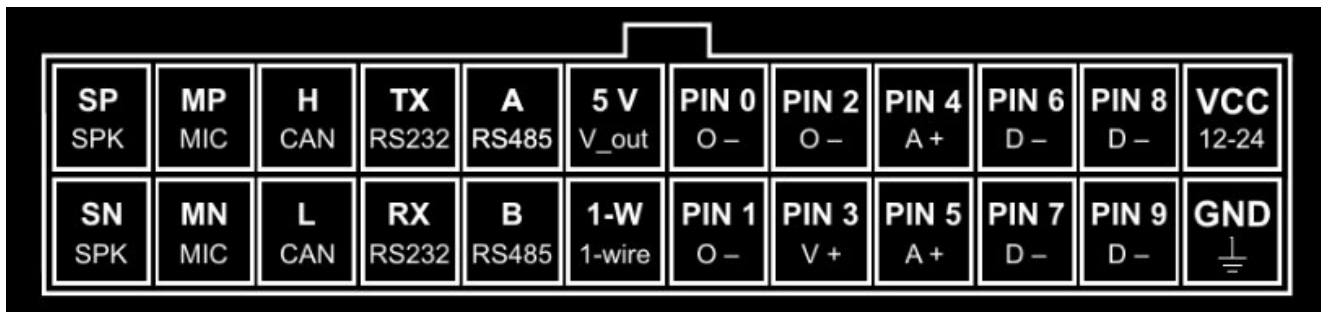 SP MP H TX A 5 V PIN 0 PIN 2 PIN 4 PIN 6 PIN 8 VCC
SPK MIC CAN RS232 RS485 V_out O – O – A + D – D – 12-24
SN MN L RX B 1-W PIN 1 PIN 3 PIN 5 PIN 7 PIN 9 GND
SPK MIC CAN RS232 RS485 1-wire O – V + A + D – D –